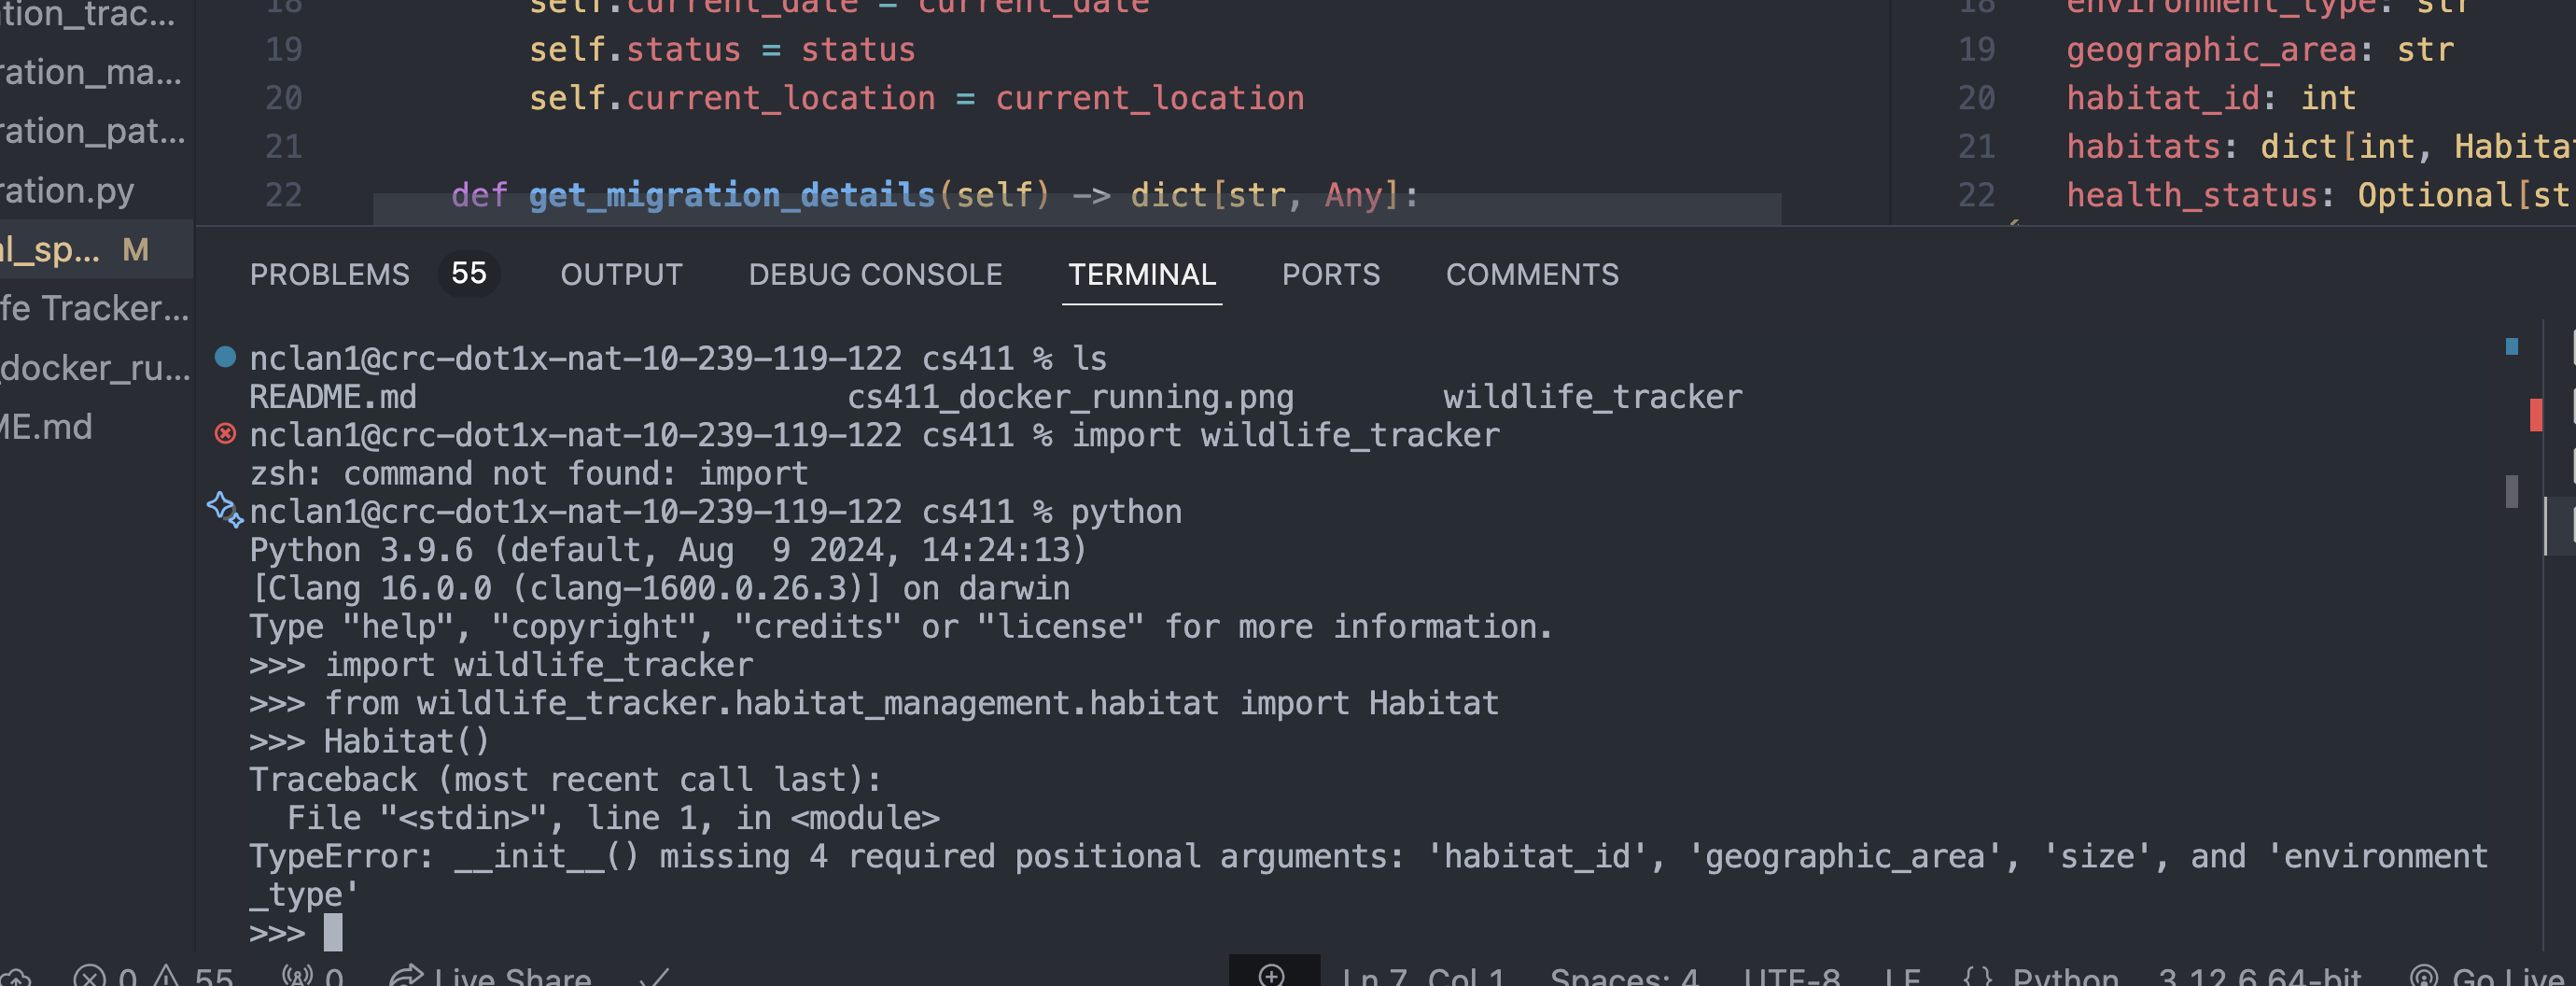 ation_trac...
ration_ma...
ration_pat...
ration.py
al_sp... M
fe Tracker...
docker_ru...
ME.md
18 self.current_date = current_date
19 self.status = status
20 self.current_location = current_location
21
22 def get_migration_details(self) -> dict[str, Any]:
18 environment_type: str
19 geographic_area: str
20 habitat_id: int
21 habitats: dict[int, Habita
22 health_status: Optional[st
PROBLEMS 55 OUTPUT DEBUG CONSOLE TERMINAL PORTS COMMENTS
nclan1@crc-dot1x-nat-10-239-119-122 cs411 % ls
README.md cs411_docker_running.png wildlife_tracker
nclan1@crc-dot1x-nat-10-239-119-122 cs411 % import wildlife_tracker
zsh: command not found: import
nclan1@crc-dot1x-nat-10-239-119-122 cs411 % python
Python 3.9.6 (default, Aug  9 2024, 14:24:13)
[Clang 16.0.0 (clang-1600.0.26.3)] on darwin
Type "help", "copyright", "credits" or "license" for more information.
>>> import wildlife_tracker
>>> from wildlife_tracker.habitat_management.habitat import Habitat
>>> Habitat()
Traceback (most recent call last):
  File "<stdin>", line 1, in <module>
TypeError: __init__() missing 4 required positional arguments: 'habitat_id', 'geographic_area', 'size', and 'environment
_type'
>>>
0 55 0 Live Share Ln 7, Col 1 Spaces: 4 UTF-8 LF {} Python 3.12.6 64-bit Go Live